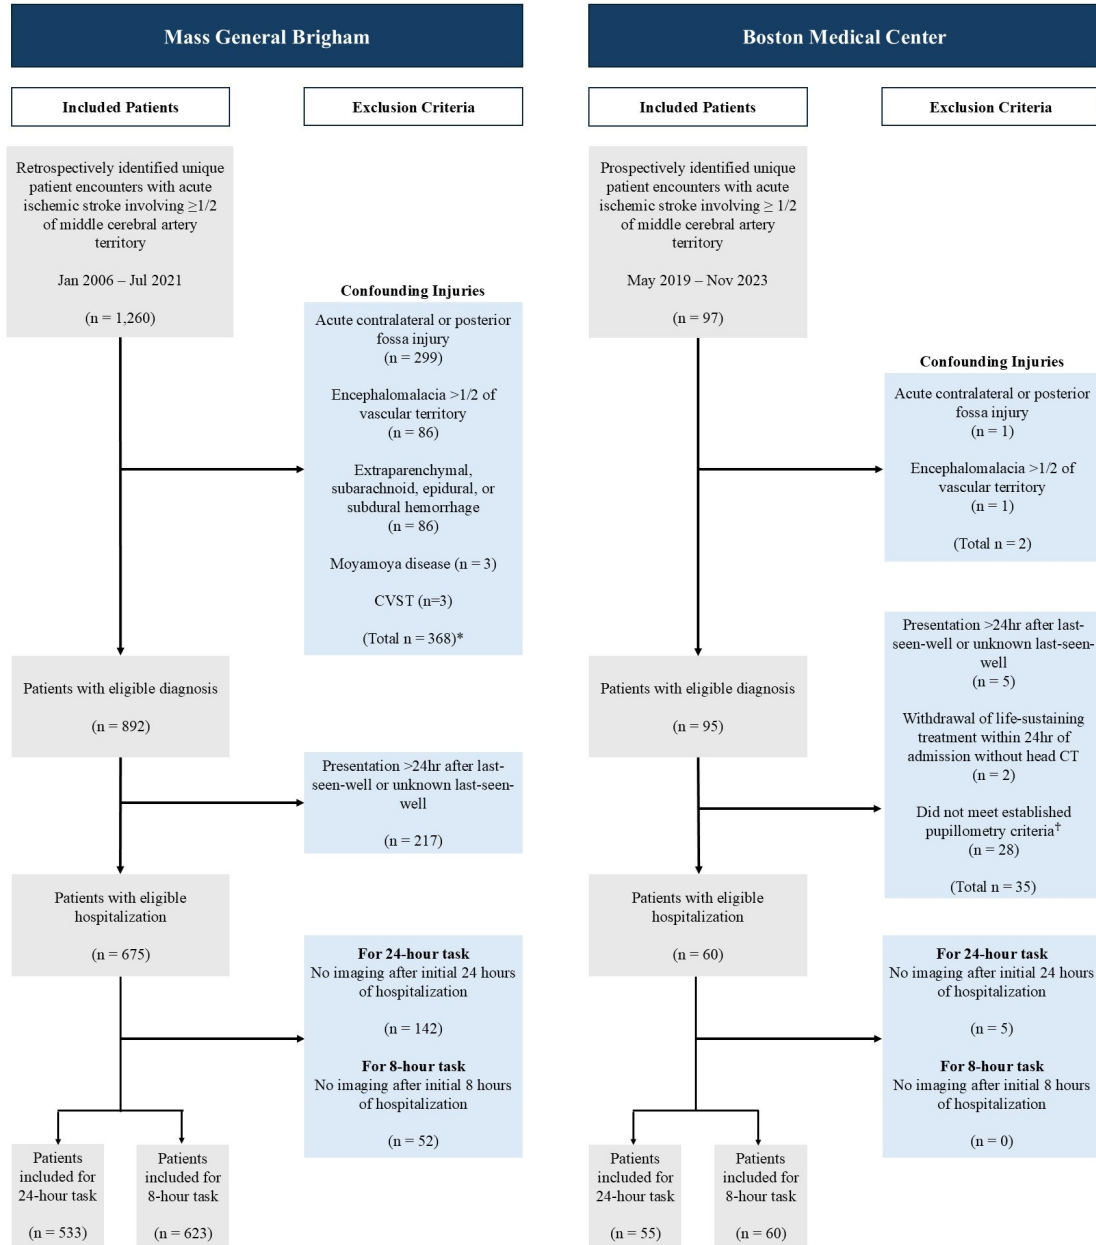 Mass General Brigham
Included Patients
Exclusion Criteria
Retrospectively identified unique
patient encounters with acute
ischemic stroke involving ≥1/2
of middle cerebral artery
territory
Jan 2006 – Jul 2021
(n = 1,260)
Confounding Injuries
Acute contralateral or posterior
fossa injury
(n = 299)
Encephalomalacia >1/2 of
vascular territory
(n = 86)
Extraparenchymal,
subarachnoid, epidural, or
subdural hemorrhage
(n = 86)
Moyamoya disease (n = 3)
CVST (n=3)
(Total n = 368)*
Patients with eligible diagnosis
(n = 892)
Presentation >24hr after last-
seen-well or unknown last-seen-
well
(n = 217)
Patients with eligible
hospitalization
(n = 675)
For 24-hour task
No imaging after initial 24 hours
of hospitalization
(n = 142)
For 8-hour task
No imaging after initial 8 hours
of hospitalization
(n = 52)
Patients
included for
24-hour task
(n = 533)
Patients
included for
8-hour task
(n = 623)
Boston Medical Center
Included Patients
Exclusion Criteria
Prospectively identified unique
patient encounters with acute
ischemic stroke involving ≥ 1/2
of middle cerebral artery
territory
May 2019 – Nov 2023
(n = 97)
Confounding Injuries
Acute contralateral or posterior
fossa injury
(n = 1)
Encephalomalacia >1/2 of
vascular territory
(n = 1)
(Total n = 2)
Patients with eligible diagnosis
(n = 95)
Presentation >24hr after last-
seen-well or unknown last-seen-
well
(n = 5)
Withdrawal of life-sustaining
treatment within 24hr of
admission without head CT
(n = 2)
Did not meet established
pupillometry criteria†
(n = 28)
(Total n = 35)
Patients with eligible
hospitalization
(n = 60)
For 24-hour task
No imaging after initial 24 hours
of hospitalization
(n = 5)
For 8-hour task
No imaging after initial 8 hours
of hospitalization
(n = 0)
Patients
included for
24-hour task
(n = 55)
Patients
included for
8-hour task
(n = 60)